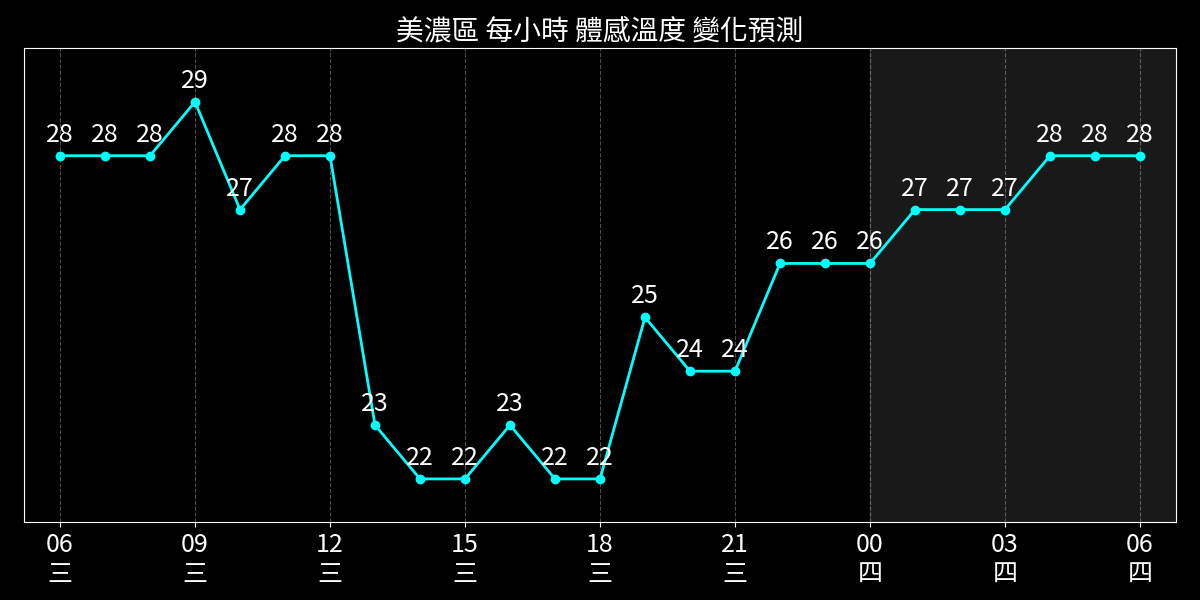 美濃區 每小時 體感溫度 變化預測
28 28 28 29 27 28 28 23 22 22 23 22 22 25 24 24 26 26 26 27 27 27 28 28 28
06 09 12 15 18 21 00 03 06
三 三 三 三 三 三 四 四 四